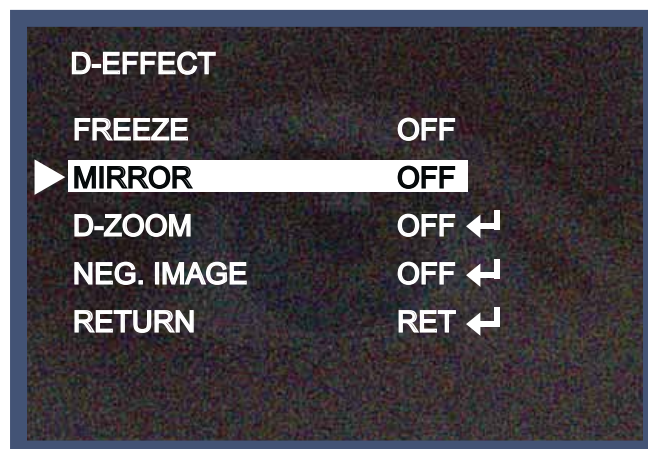 D-EFFECT
FREEZE OFF
MIRROR OFF
D-ZOOM OFF
NEG. IMAGE OFF
RETURN RET